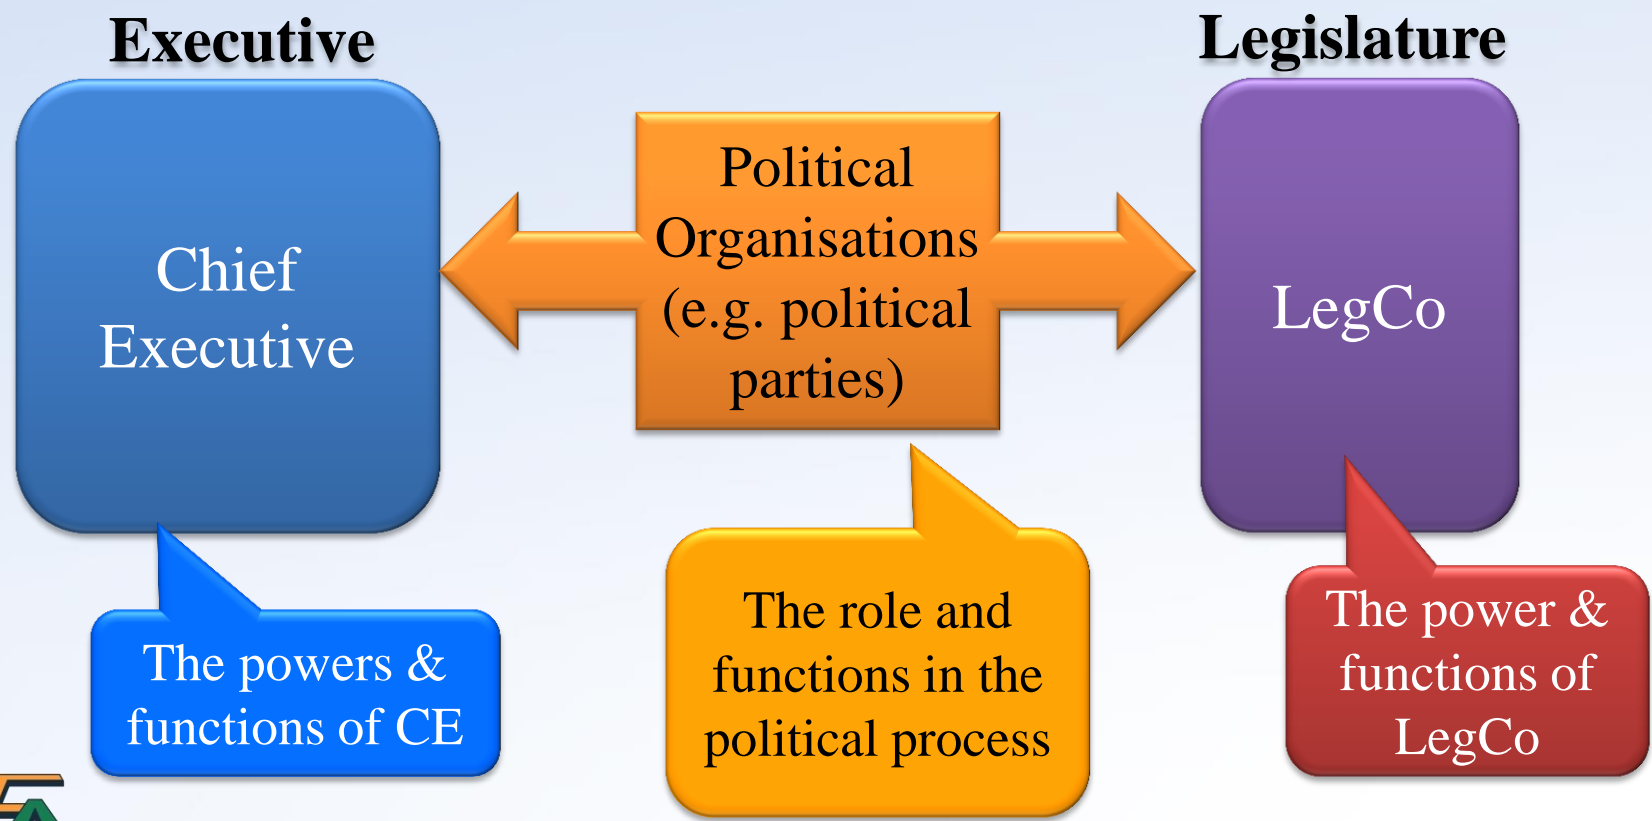 Executive
Legislature
Chief
Executive
Political
Organisations
(e.g. political
parties)
LegCo
The powers &
functions of CE
The role and
functions in the
political process
The power &
functions of
LegCo